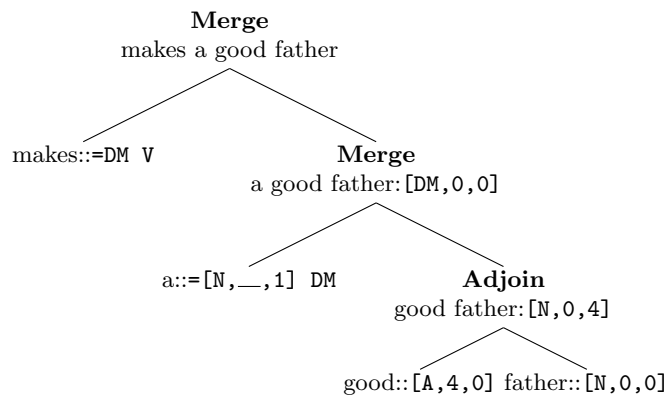 Merge
makes a good father
makes::=DM V
Merge
a good father:[DM,0,0]
a::=[N,__,1] DM
Adjoin
good father:[N,0,4]
good::[A,4,0] father::[N,0,0]